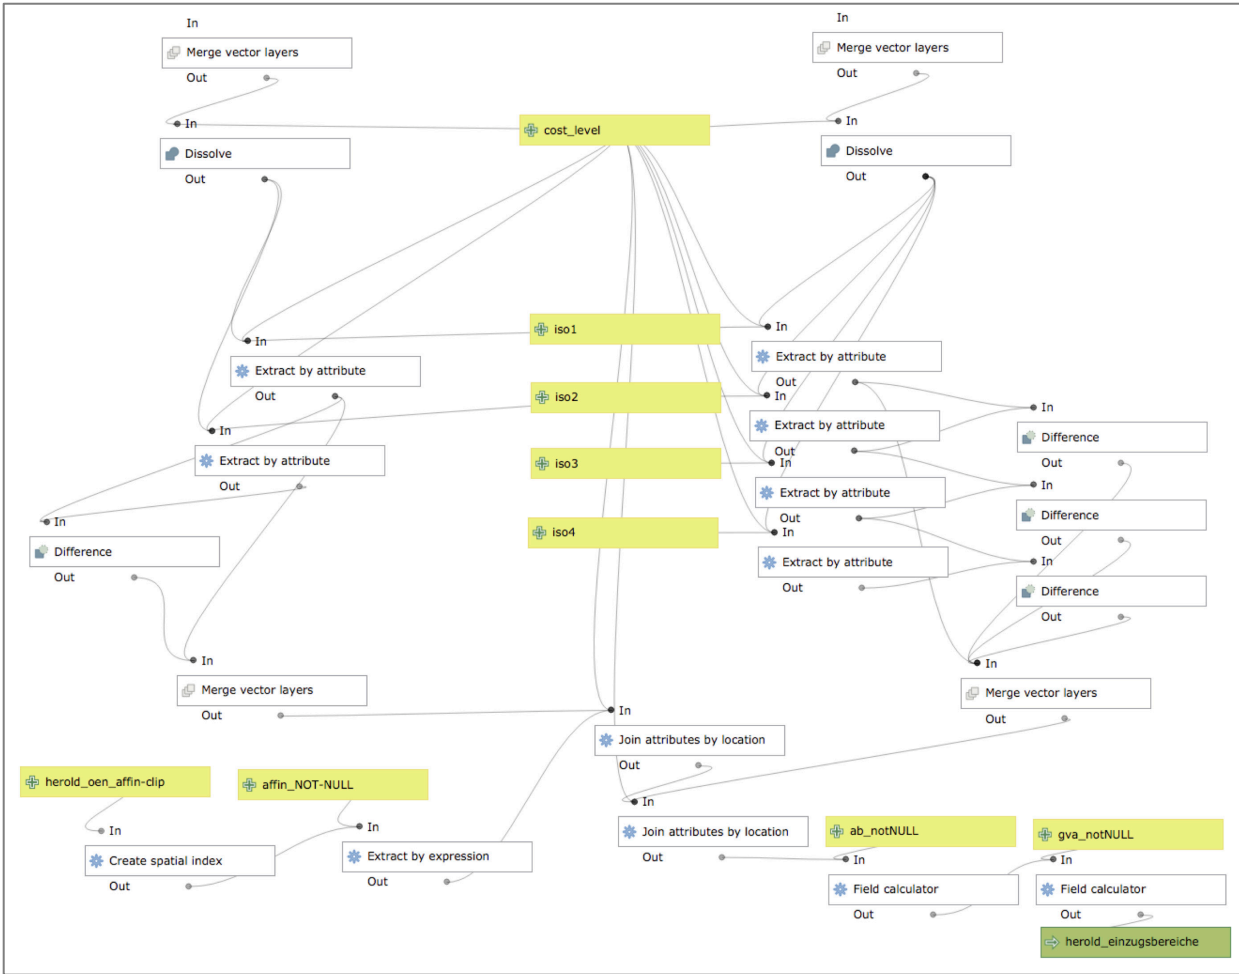 In
In
Merge vector layers
Merge vector layers
Out
Out
In
cost_level
In
Dissolve
Dissolve
Out
Out
iso1
In
In
Extract by attribute
Extract by attribute
Out
Out
iso2
In
In
In
Extract by attribute
Difference
Extract by attribute
Out
Out
iso3
In
Out
In
Extract by attribute
Difference
In
Out
Out
iso4
In
Difference
Extract by attribute
In
Out
Out
Difference
Out
In
In
Merge vector layers
Merge vector layers
Out
In
Out
Join attributes by location
Out
herold_oen_affin-clip
affin_NOT-NULL
In
In
In
Join attributes by location
ab_notNULL
gva_notNULL
Create spatial index
Extract by expression
Out
In
In
Out
Out
Field calculator
Field calculator
Out
Out
herold_einzugsbereiche